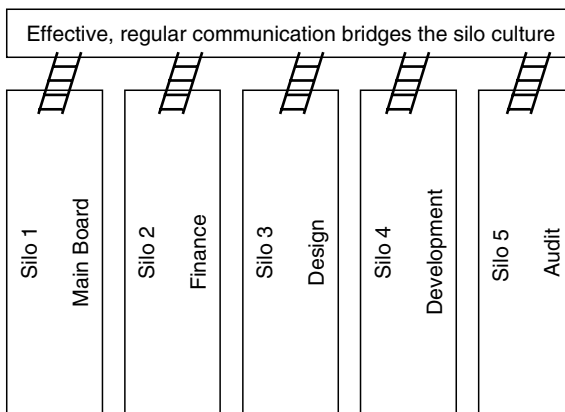 Effective, regular communication bridges the silo culture
Silo 1
Main Board
Silo 2
Finance
Silo 3
Design
Silo 4
Development
Silo 5
Audit